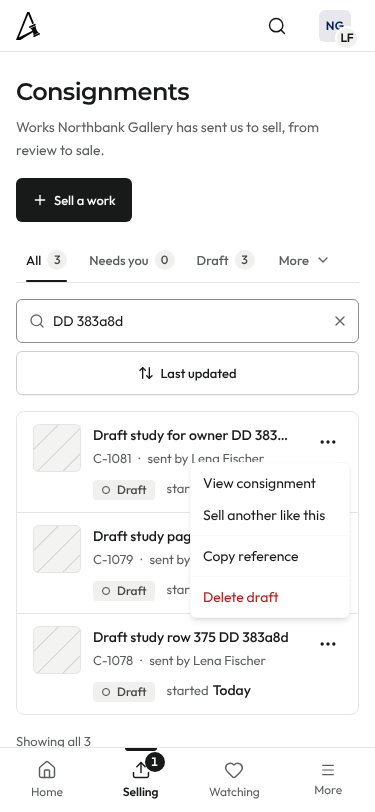 NG
LF
Consignments
Works Northbank Gallery has sent us to sell, from
review to sale.
+ Sell a work
All 3 Needs you 0 Draft 3 More
DD 383a8d
Last updated
Draft study for owner DD 383...
C-1081 · sent by Lena Fischer
Draft star
View consignment
Sell another like this
Copy reference
Delete draft
Draft study pag
C-1079 · sent by
Draft star
Draft study row 375 DD 383a8d
C-1078 · sent by Lena Fischer
Draft started Today
Showing all 3
1
Home Selling Watching More